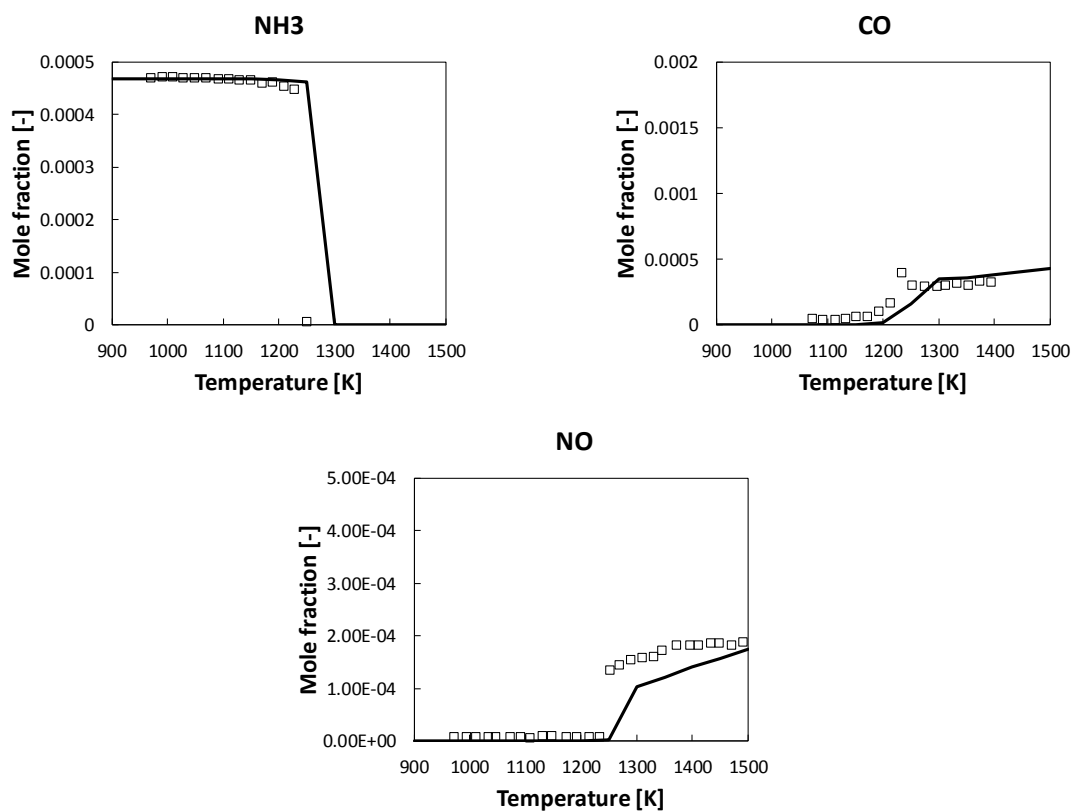 NH3
0.0005
0.0004
0.0003
0.0002
0.0001
0
Mole fraction [-]
900 1000 1100 1200 1300 1400 1500
Temperature [K]
CO
0.002
0.0015
0.001
0.0005
0
Mole fraction [-]
900 1000 1100 1200 1300 1400 1500
Temperature [K]
NO
5.00E-04
4.00E-04
3.00E-04
2.00E-04
1.00E-04
0.00E+00
Mole fraction [-]
900 1000 1100 1200 1300 1400 1500
Temperature [K]